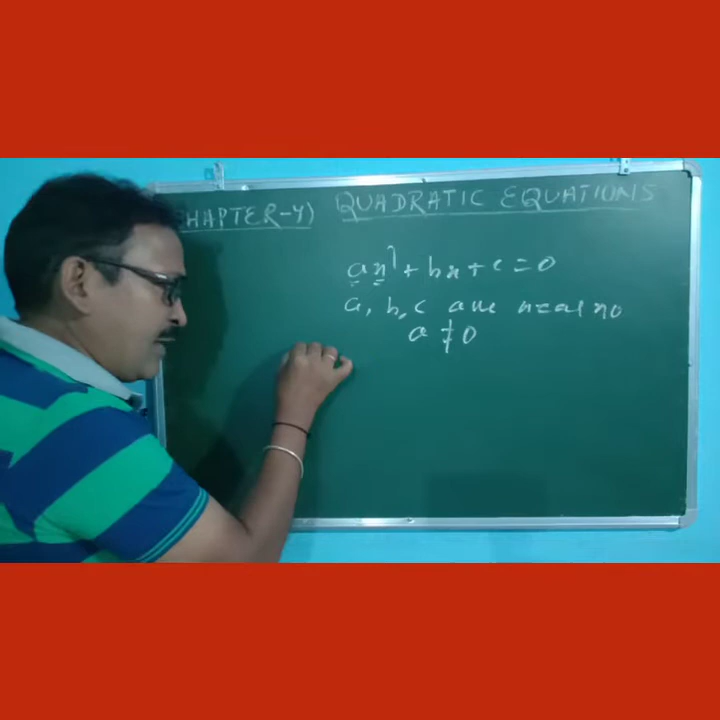 CHAPTER-4) QUADRATIC EQUATIONS
ax² + bx + c = 0
a, b, c are real no
a ≠ 0